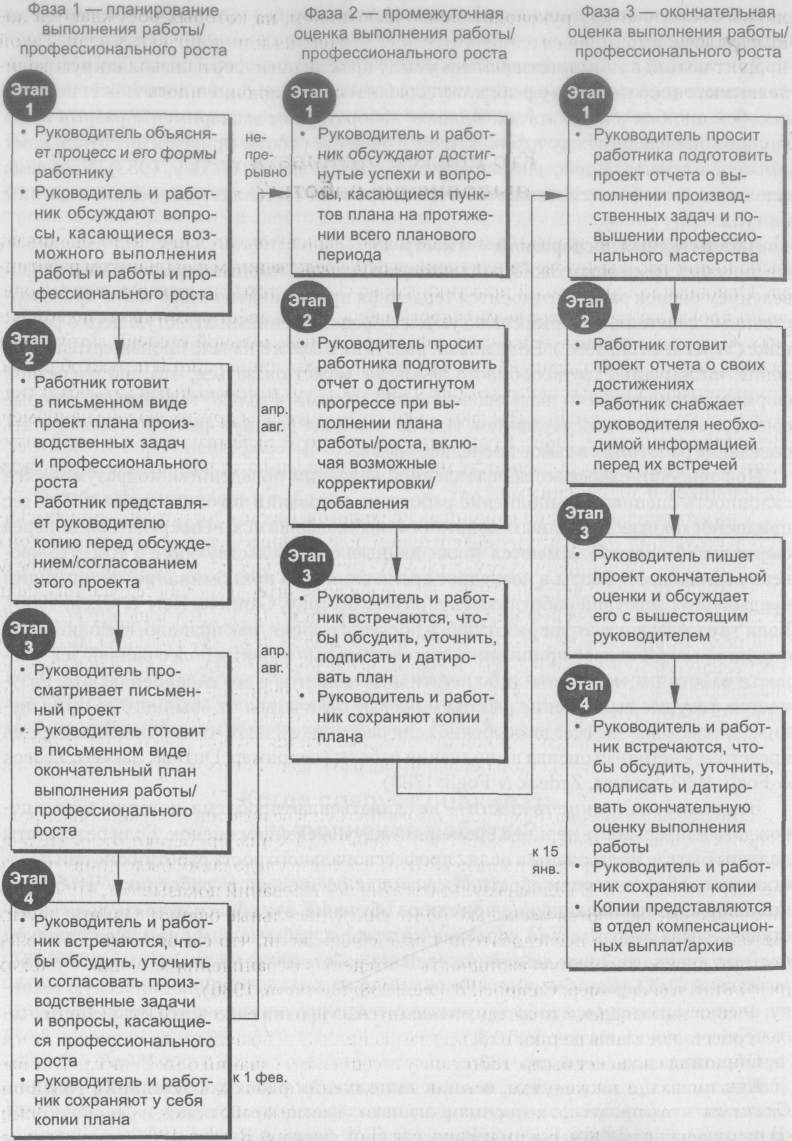 Фаза 1 — планирование
выполнения работы/
профессионального роста
Этап
1
• Руководитель объясня-
ет процесс и его форму
работнику
• Руководитель и работ-
ник обсуждают вопро-
сы, касающиеся воз-
можных выполнения
работы работы и про-
фессионального роста
Этап
2
• Работник готовит
проект плана произ-
водственных задач
и профессионального
роста
• Работник представля-
ет руководителю
копию перед обсужде-
нием/согласованием
этого проекта
Этап
3
• Руководитель
сматривает письмен-
ный проект
• Руководитель готовит
в письменном виде
окончательный план
выполнения работы/
профессионального
роста
Этап
4
• Руководитель и работ-
ник встречаются, что-
бы обсудить, уточнить
и согласовать произ-
водственные задачи
и вопросы, касающие-
ся профессионального
роста
• Руководитель и работ-
ник сохраняют у себя
копии плана
не-
рывно
апр.
авг.
апр.
авг.
к 1 фев.
Фаза 2 — промежуточная
оценка выполнения работы/
профессионального роста
Этап
1
• Руководитель и работ-
ник обсуждают
нутые успехи и вопро-
сы, касающиеся пунк-
тов плана на протяже-
нии всего планового
периода
Этап
2
• Руководитель просит
работника подготовить
отчет о достигнутом
прогрессе в вы-
полнении плана
работы/роста, вклю-
чая возможные
корректировки/
добавления
Этап
3
• Руководитель и работ-
ник встречаются, что-
бы обсудить, уточнить,
подписать и датиро-
вать план
• Руководитель и работ-
ник сохраняют копии
плана
к 15
янв.
Фаза 3 — окончательная
оценка выполнения работы/
профессионального роста
Этап
1
• Руководитель просит
работника подготовить
проект отчета о вы-
полнении производ-
ственных задач и по-
вышении професси-
нального мастерства
Этап
2
• Работник готовит
проект отчета о своих
достижениях
• Работник снабжает
руководителя необхо-
димой информацией
перед их встречей
Этап
3
• Руководитель пишет
проект окончательной
оценки и обсуждает
его с вышестоящим
руководителем
Этап
4
• Руководитель и работ-
ник встречаются, что-
бы обсудить, уточнить,
подписать и датиро-
вать окончательную
оценку выполнения
работы
• Руководитель и работ-
ник сохраняют копии
• Копии представляются
в отдел компенсацион-
ных выплат/кадров